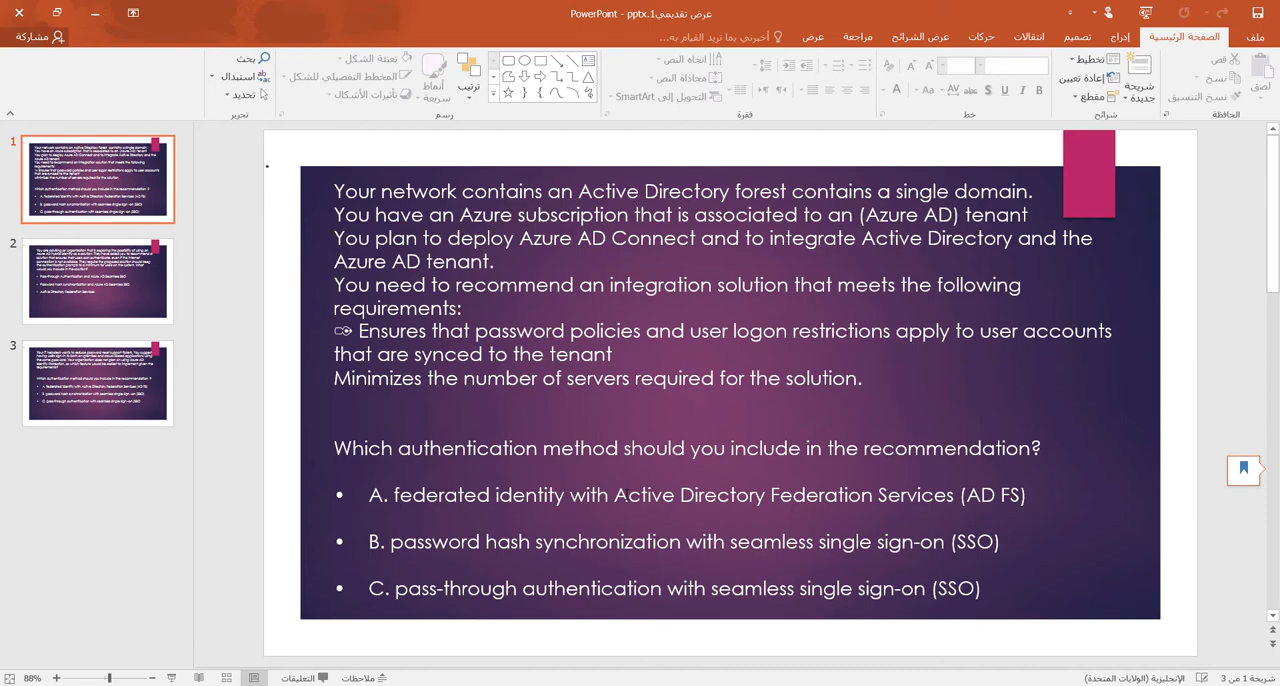 عرض تقديمي1.pptx - PowerPoint
ملف
الصفحة الرئيسية
إدراج
تصميم
انتقالات
حركات
عرض الشرائح
مراجعة
عرض
أخبرني بما تريد القيام به...
مشاركة
لصق
قص
نسخ
نسخ التنسيق
الحافظة
شريحة جديدة
تخطيط
إعادة تعيين
مقطع
شرائح
B I U S abc AV Aa A
خط
اتجاه النص
محاذاة النص
التحويل إلى SmartArt
فقرة
ترتيب
أنماط سريعة
تعبئة الشكل
المخطط التفصيلي للشكل
تأثيرات الأشكال
رسم
بحث
استبدال
تحديد
تحرير
1
2
3
Your network contains an Active Directory forest contains a single domain.
You have an Azure subscription that is associated to an (Azure AD) tenant
You plan to deploy Azure AD Connect and to integrate Active Directory and the
Azure AD tenant.
You need to recommend an integration solution that meets the following
requirements:
Ensures that password policies and user logon restrictions apply to user accounts
that are synced to the tenant
Minimizes the number of servers required for the solution.
Which authentication method should you include in the recommendation?
• A. federated identity with Active Directory Federation Services (AD FS)
• B. password hash synchronization with seamless single sign-on (SSO)
• C. pass-through authentication with seamless single sign-on (SSO)
شريحة 1 من 3
الإنجليزية (الولايات المتحدة)
ملاحظات
التعليقات
88%